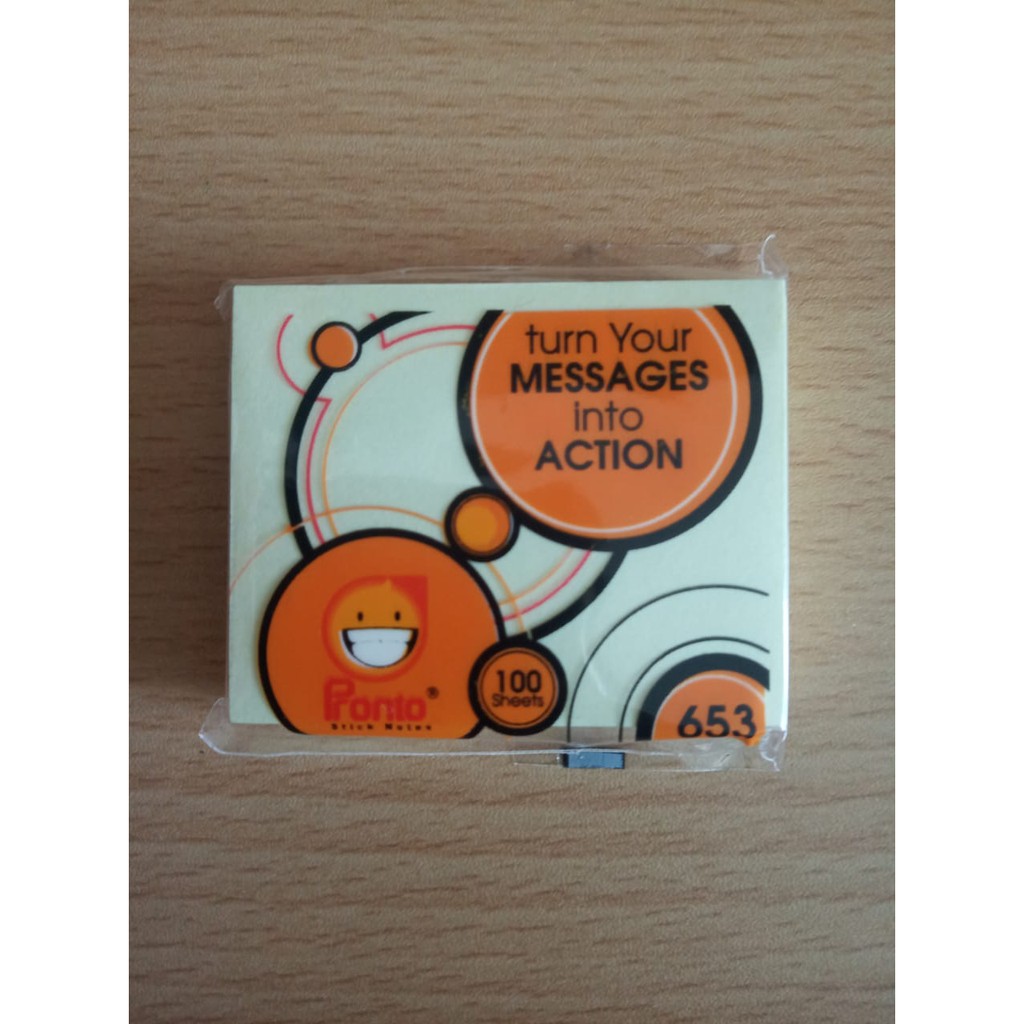 turn Your
MESSAGES
into
ACTION
Pronto®
Stick Notes
100
Sheets
653